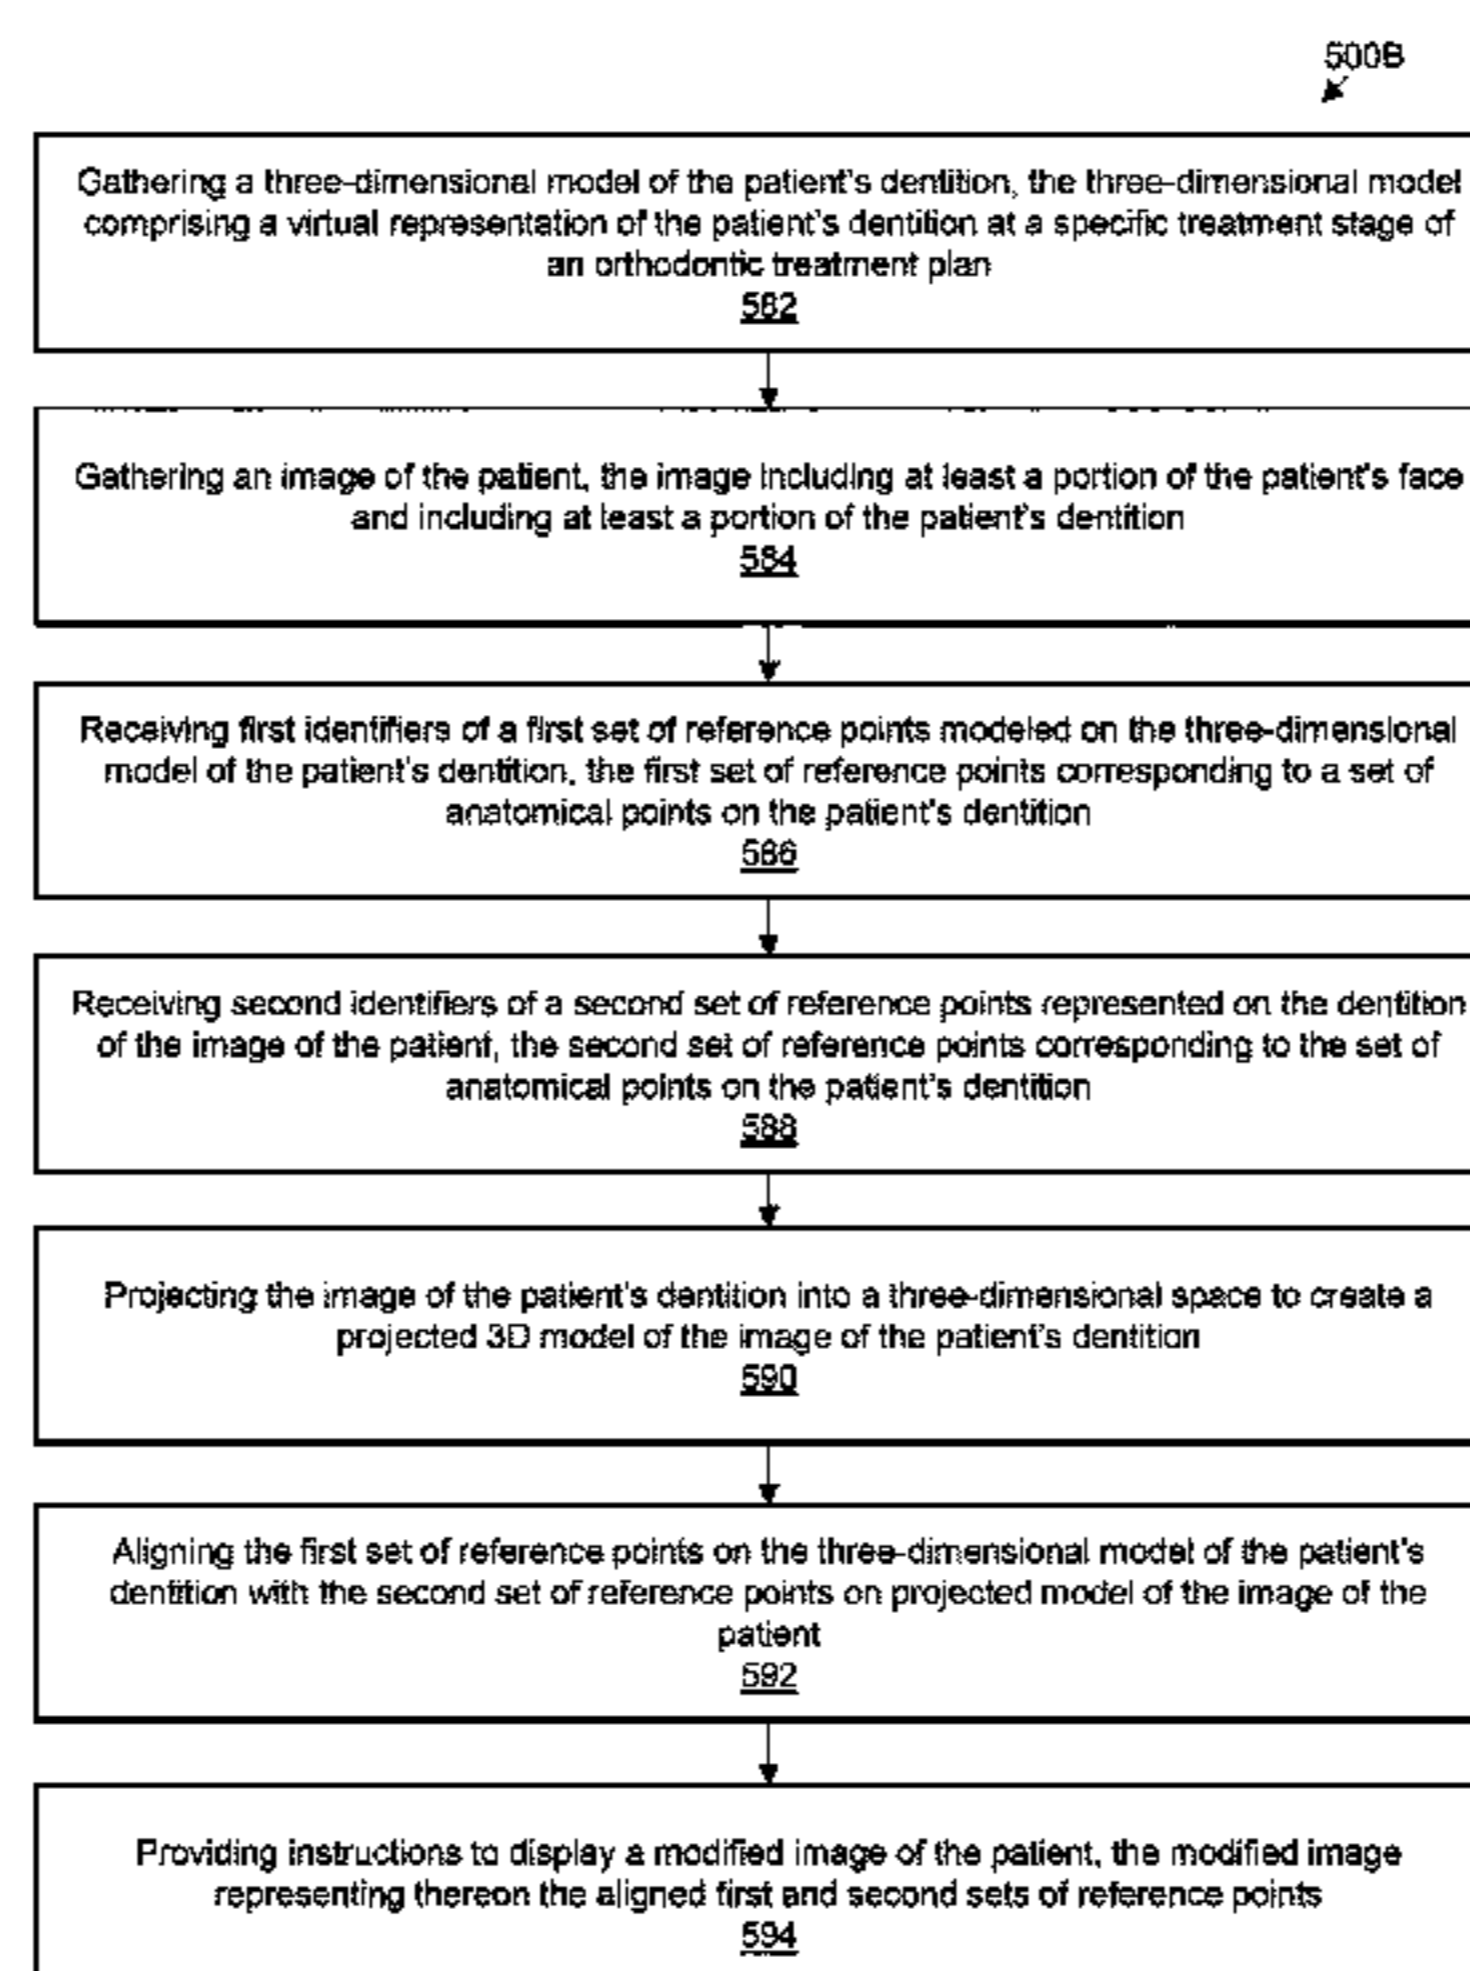 500B
Gathering a three-dimensional model of the patient's dentition, the three-dimensional model
comprising a virtual representation of the patient's dentition at a specific treatment stage of
an orthodontic treatment plan
582
Gathering an image of the patient, the image including at least a portion of the patient's face
and including at least a portion of the patient's dentition
584
Receiving first identifiers of a first set of reference points modeled on the three-dimensional
model of the patient's dentition, the first set of reference points corresponding to a set of
anatomical points on the patient's dentition
586
Receiving second identifiers of a second set of reference points represented on the dentition
of the image of the patient, the second set of reference points corresponding to the set of
anatomical points on the patient's dentition
588
Projecting the image of the patient's dentition into a three-dimensional space to create a
projected 3D model of the image of the patient's dentition
590
Aligning the first set of reference points on the three-dimensional model of the patient's
dentition with the second set of reference points on projected model of the image of the
patient
592
Providing instructions to display a modified image of the patient, the modified image
representing thereon the aligned first and second sets of reference points
594